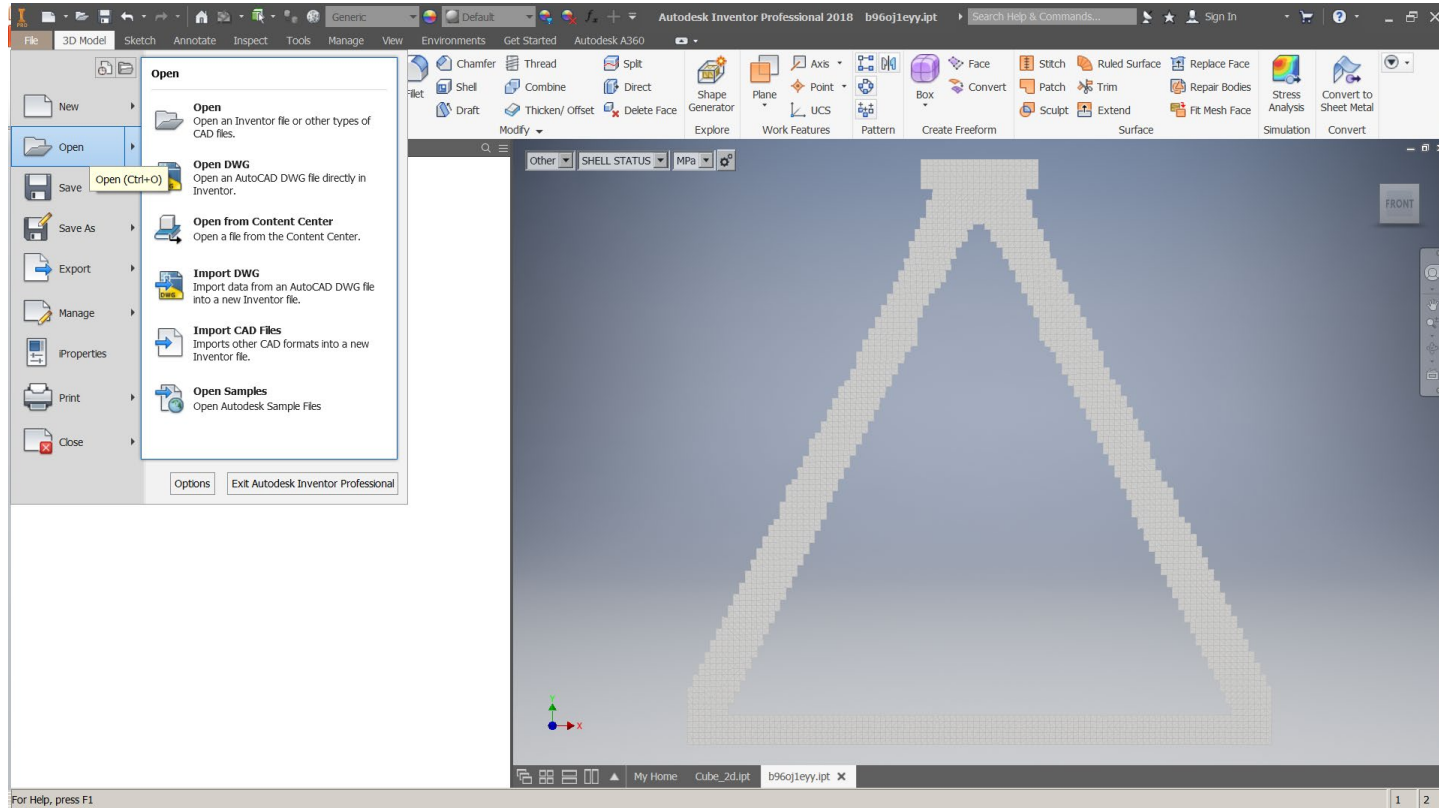 PRO
Generic
Default
Autodesk Inventor Professional 2018 b96oj1eyy.ipt
Search Help & Commands...
Sign In
File 3D Model Sketch Annotate Inspect Tools Manage View Environments Get Started Autodesk A360
New
Open
Open (Ctrl+O)
Save
Save As
Export
Manage
iProperties
Print
Close
Open
Open
Open an Inventor file or other types of
CAD files.
Open DWG
Open an AutoCAD DWG file directly in
Inventor.
Open from Content Center
Open a file from the Content Center.
Import DWG
Import data from an AutoCAD DWG file
into a new Inventor file.
DWG
Import CAD Files
Imports other CAD formats into a new
Inventor file.
Open Samples
Open Autodesk Sample Files
Options
Exit Autodesk Inventor Professional
Chamfer Thread Split
Shell Combine Direct
Draft Thicken/ Offset Delete Face
Modify
Shape
Generator
Explore
Plane
Axis
Point
UCS
Work Features
Pattern
Box
Face
Convert
Create Freeform
Stitch Ruled Surface Replace Face
Patch Trim Repair Bodies
Sculpt Extend Fit Mesh Face
Surface
Stress
Analysis
Simulation
Convert to
Sheet Metal
Convert
Other SHELL STATUS MPa
FRONT
Y
X
My Home Cube_2d.ipt b96oj1eyy.ipt
For Help, press F1
1 2